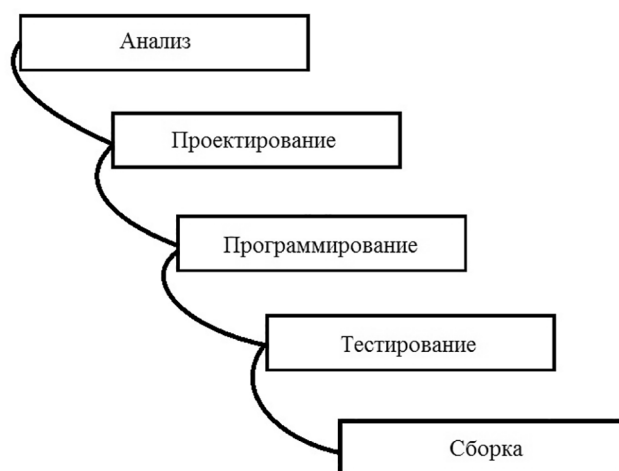 Анализ
Проектирование
Программирование
Тестирование
Сборка